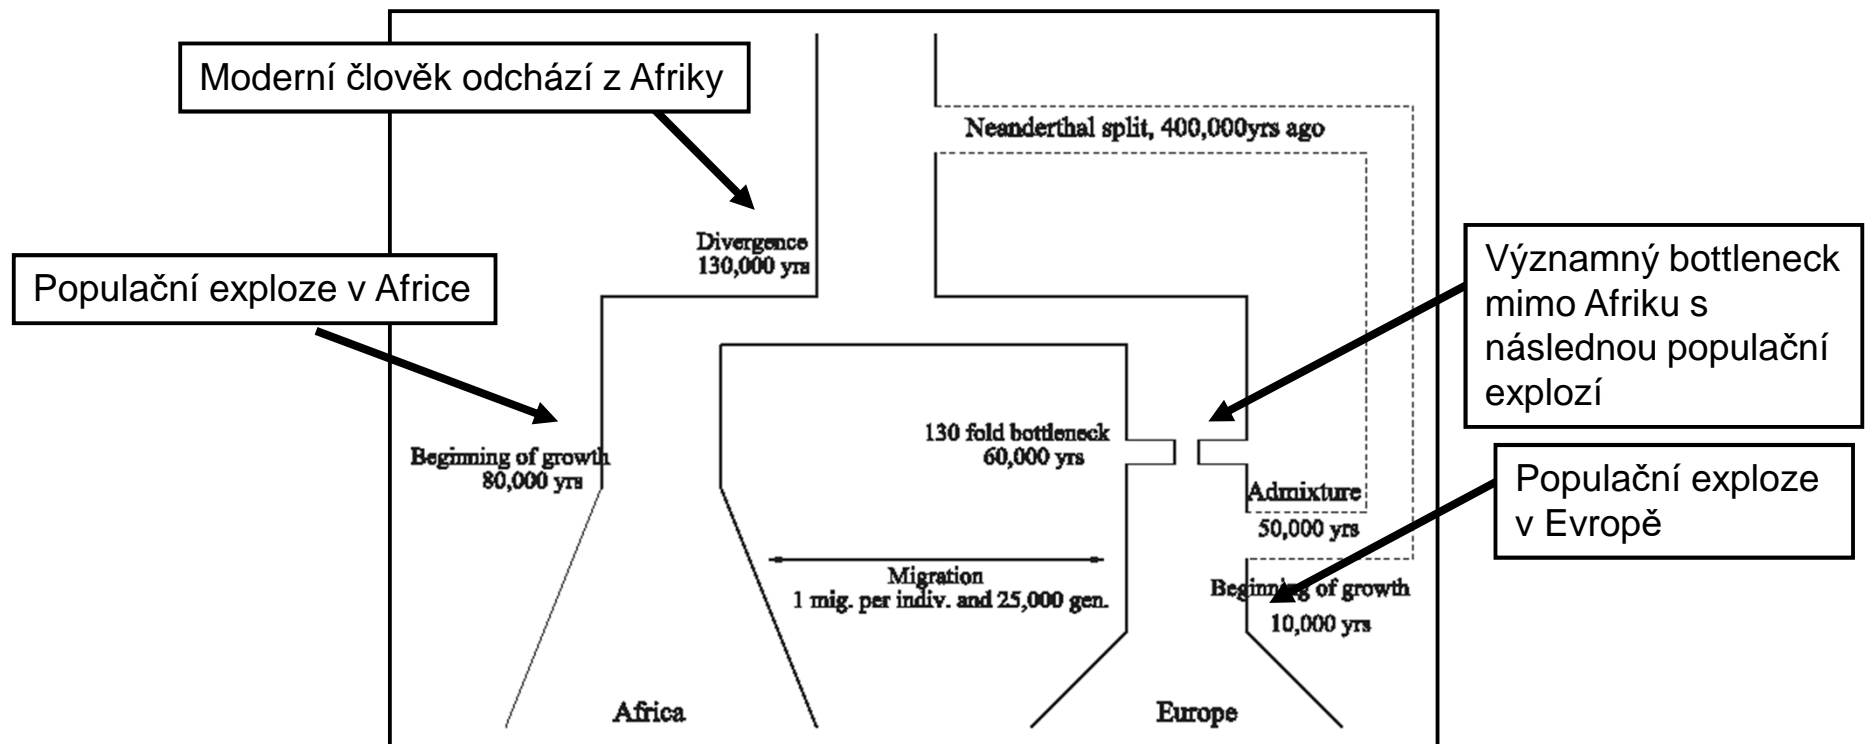 Moderní člověk odchází z Afriky
Neanderthal split, 400,000yrs ago
Divergence
130,000 yrs
Populační exploze v Africe
Významný bottleneck
mimo Afriku s
následnou populační
explozí
130 fold bottleneck
60,000 yrs
Beginning of growth
80,000 yrs
Admixture
50,000 yrs
Populační exploze
v Evropě
Migration
1 mig. per indiv. and 25,000 gen.
Beginning of growth
10,000 yrs
Africa
Europe